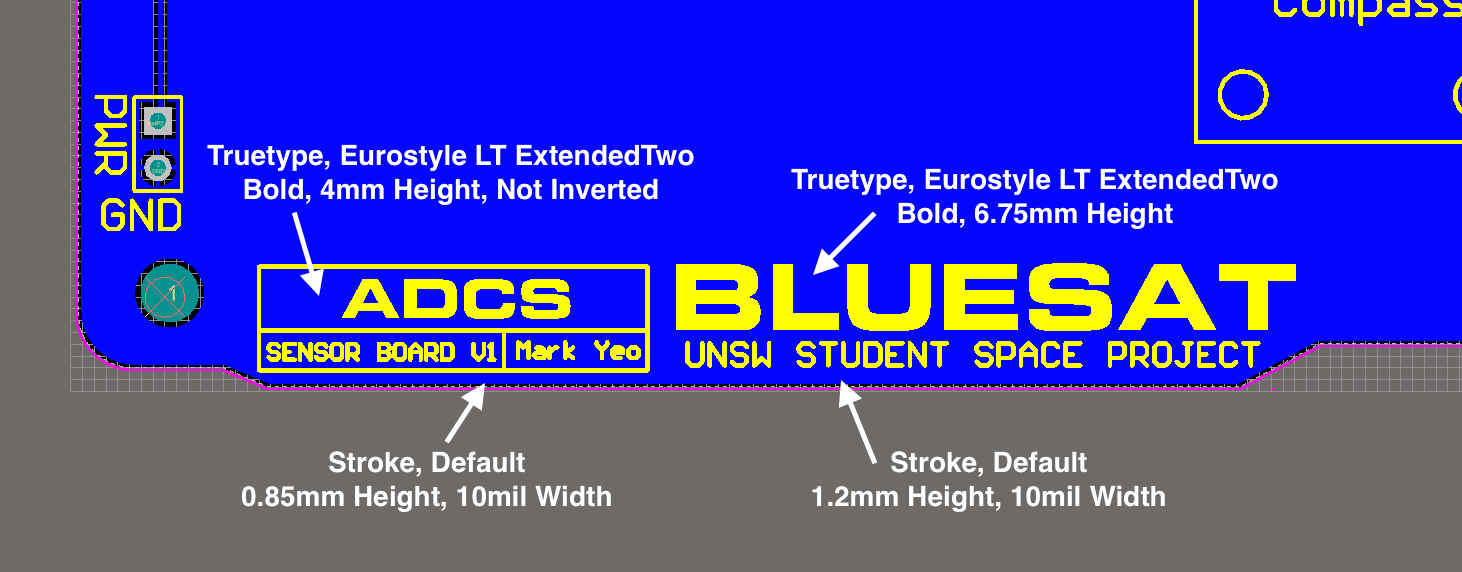 Compass
PWR
GND
Truetype, Eurostyle LT ExtendedTwo
Bold, 4mm Height, Not Inverted
Truetype, Eurostyle LT ExtendedTwo
Bold, 6.75mm Height
1
ADCS
SENSOR BOARD V1
Mark Yeo
BLUESAT
UNSW STUDENT SPACE PROJECT
Stroke, Default
0.85mm Height, 10mil Width
Stroke, Default
1.2mm Height, 10mil Width